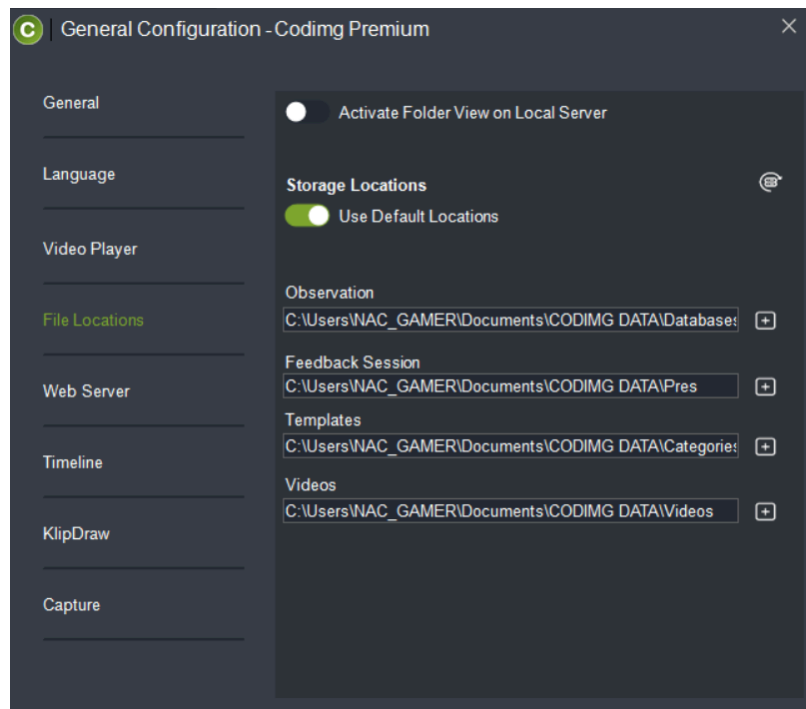 C General Configuration - Codimg Premium
General
Language
Video Player
File Locations
Web Server
Timeline
KlipDraw
Capture
Activate Folder View on Local Server
Storage Locations
Use Default Locations
Observation
C:\Users\NAC_GAMER\Documents\CODIMG DATA\Databases
Feedback Session
C:\Users\NAC_GAMER\Documents\CODIMG DATA\Pres
Templates
C:\Users\NAC_GAMER\Documents\CODIMG DATA\Categories
Videos
C:\Users\NAC_GAMER\Documents\CODIMG DATA\Videos